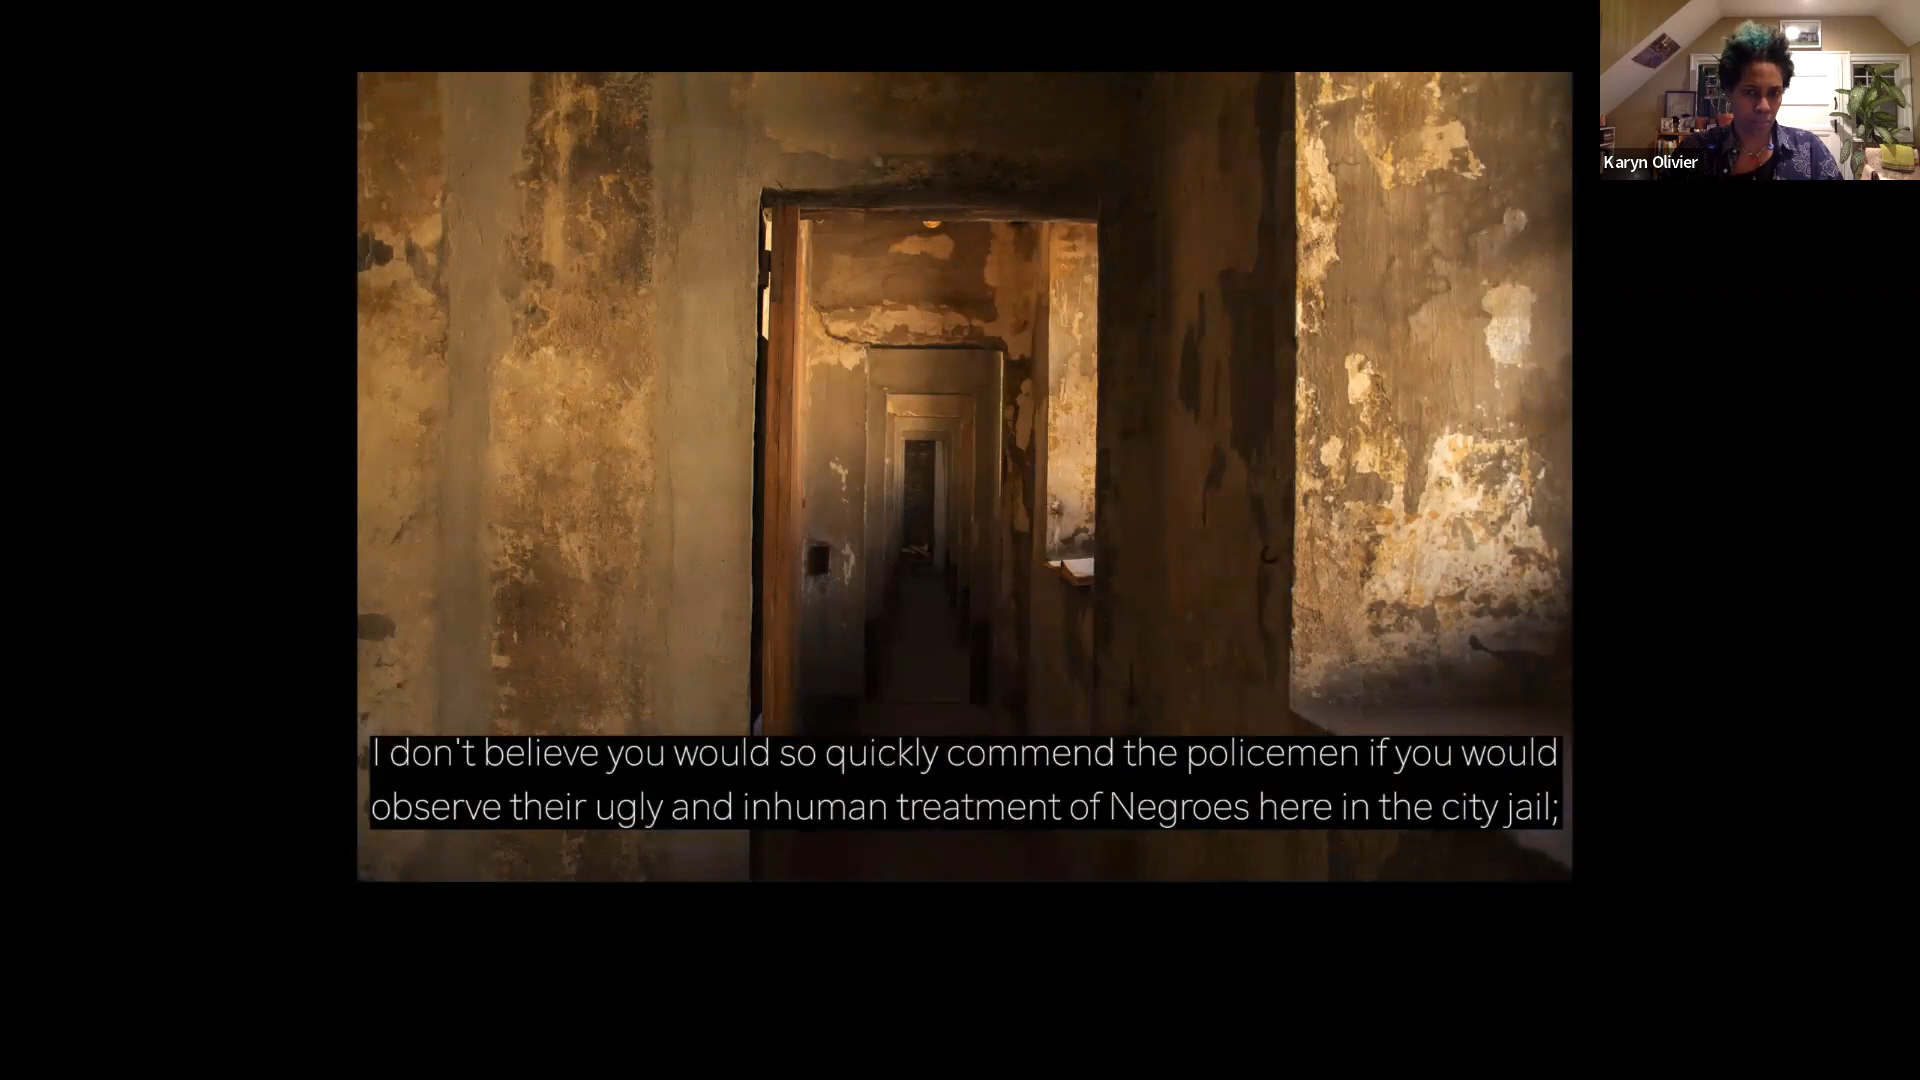 Karyn Olivier
I don't believe you would so quickly commend the policemen if you would
observe their ugly and inhuman treatment of Negroes here in the city jail;